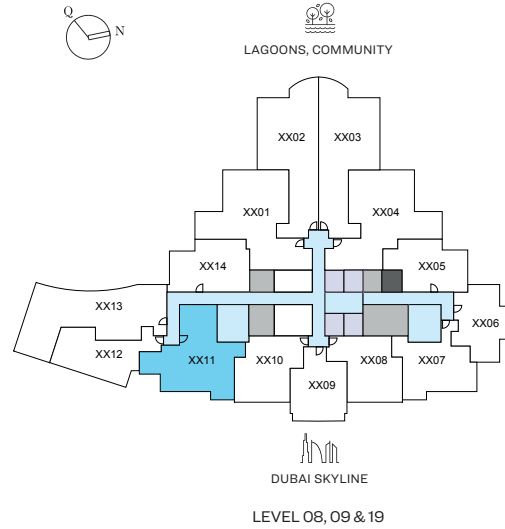 Q
N
LAGOONS, COMMUNITY
XX02
XX03
XX01
XX04
XX14
XX05
XX13
XX06
XX12
XX11
XX10
XX08
XX07
XX09
DUBAI SKYLINE
LEVEL 08, 09 & 19